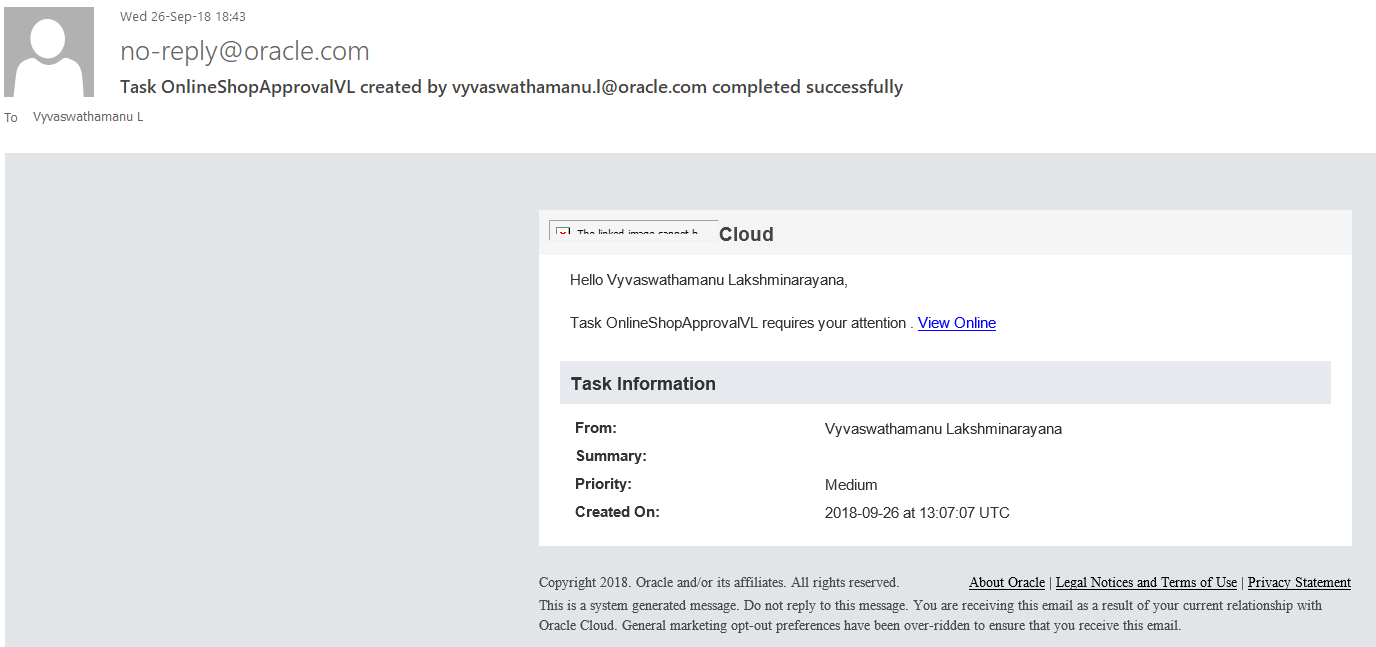 Wed 26-Sep-18 18:43
no-reply@oracle.com
Task OnlineShopApprovalVL created by vyvaswathamanu.l@oracle.com completed successfully
To Vyvaswathamanu L
The linked image cannot b Cloud
Hello Vyvaswathamanu Lakshminarayana,
Task OnlineShopApprovalVL requires your attention . View Online
Task Information
From: Vyvaswathamanu Lakshminarayana
Summary:
Priority: Medium
Created On: 2018-09-26 at 13:07:07 UTC
Copyright 2018. Oracle and/or its affiliates. All rights reserved. About Oracle | Legal Notices and Terms of Use | Privacy Statement
This is a system generated message. Do not reply to this message. You are receiving this email as a result of your current relationship with
Oracle Cloud. General marketing opt-out preferences have been over-ridden to ensure that you receive this email.